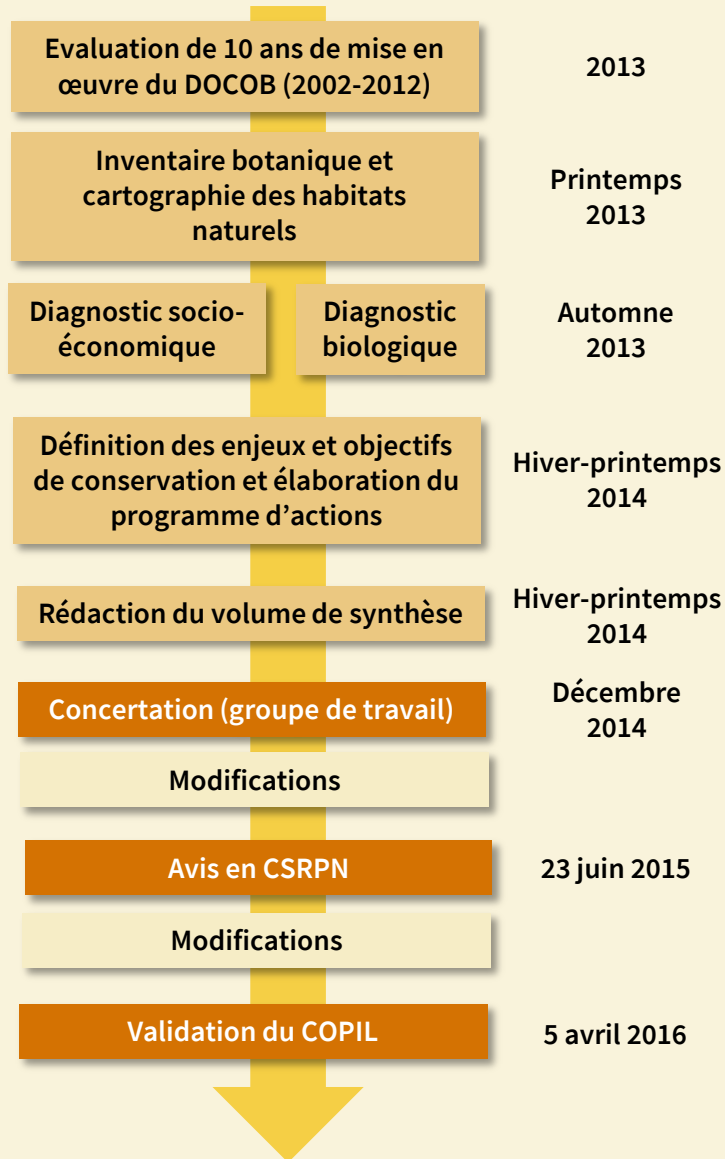 Evaluation de 10 ans de mise en
œuvre du DOCOB (2002-2012)
2013
Inventaire botanique et
cartographie des habitats
naturels
Printemps
2013
Diagnostic socio-
économique
Diagnostic
biologique
Automne
2013
Définition des enjeux et objectifs
de conservation et élaboration du
programme d’actions
Hiver-printemps
2014
Rédaction du volume de synthèse
Hiver-printemps
2014
Concertation (groupe de travail)
Décembre
2014
Modifications
Avis en CSRPN
23 juin 2015
Modifications
Validation du COPIL
5 avril 2016